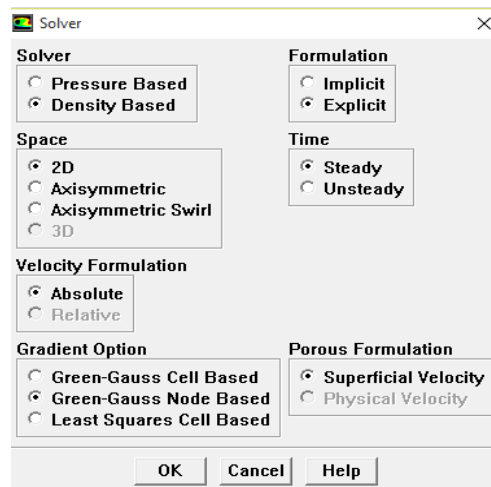 Solver
Solver
Pressure Based
Density Based
Formulation
Implicit
Explicit
Space
2D
Axisymmetric
Axisymmetric Swirl
3D
Time
Steady
Unsteady
Velocity Formulation
Absolute
Relative
Gradient Option
Green-Gauss Cell Based
Green-Gauss Node Based
Least Squares Cell Based
Porous Formulation
Superficial Velocity
Physical Velocity
OK
Cancel
Help